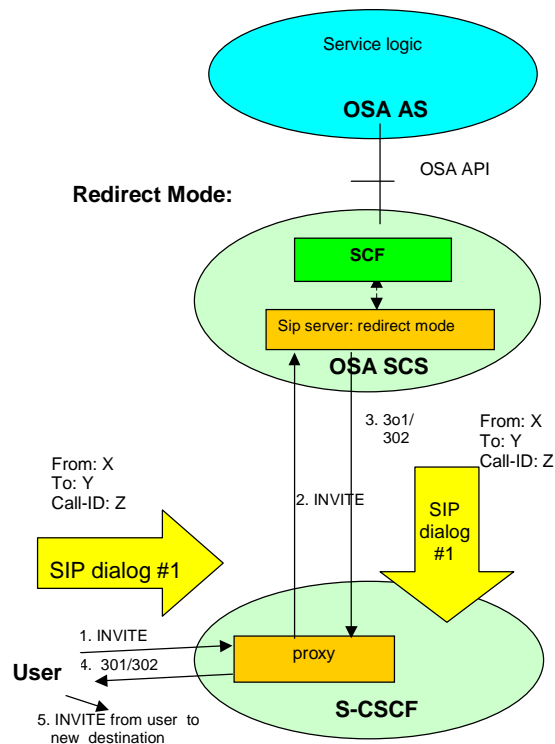 Service logic
OSA AS
OSA API
Redirect Mode:
SCF
Sip server: redirect mode
OSA SCS
3. 3o1/
302
From: X
To: Y
Call-ID: Z
From: X
To: Y
Call-ID: Z
2. INVITE
SIP
dialog
#1
SIP dialog #1
1. INVITE
proxy
4. 301/302
User
S-CSCF
5. INVITE from user to
new destination